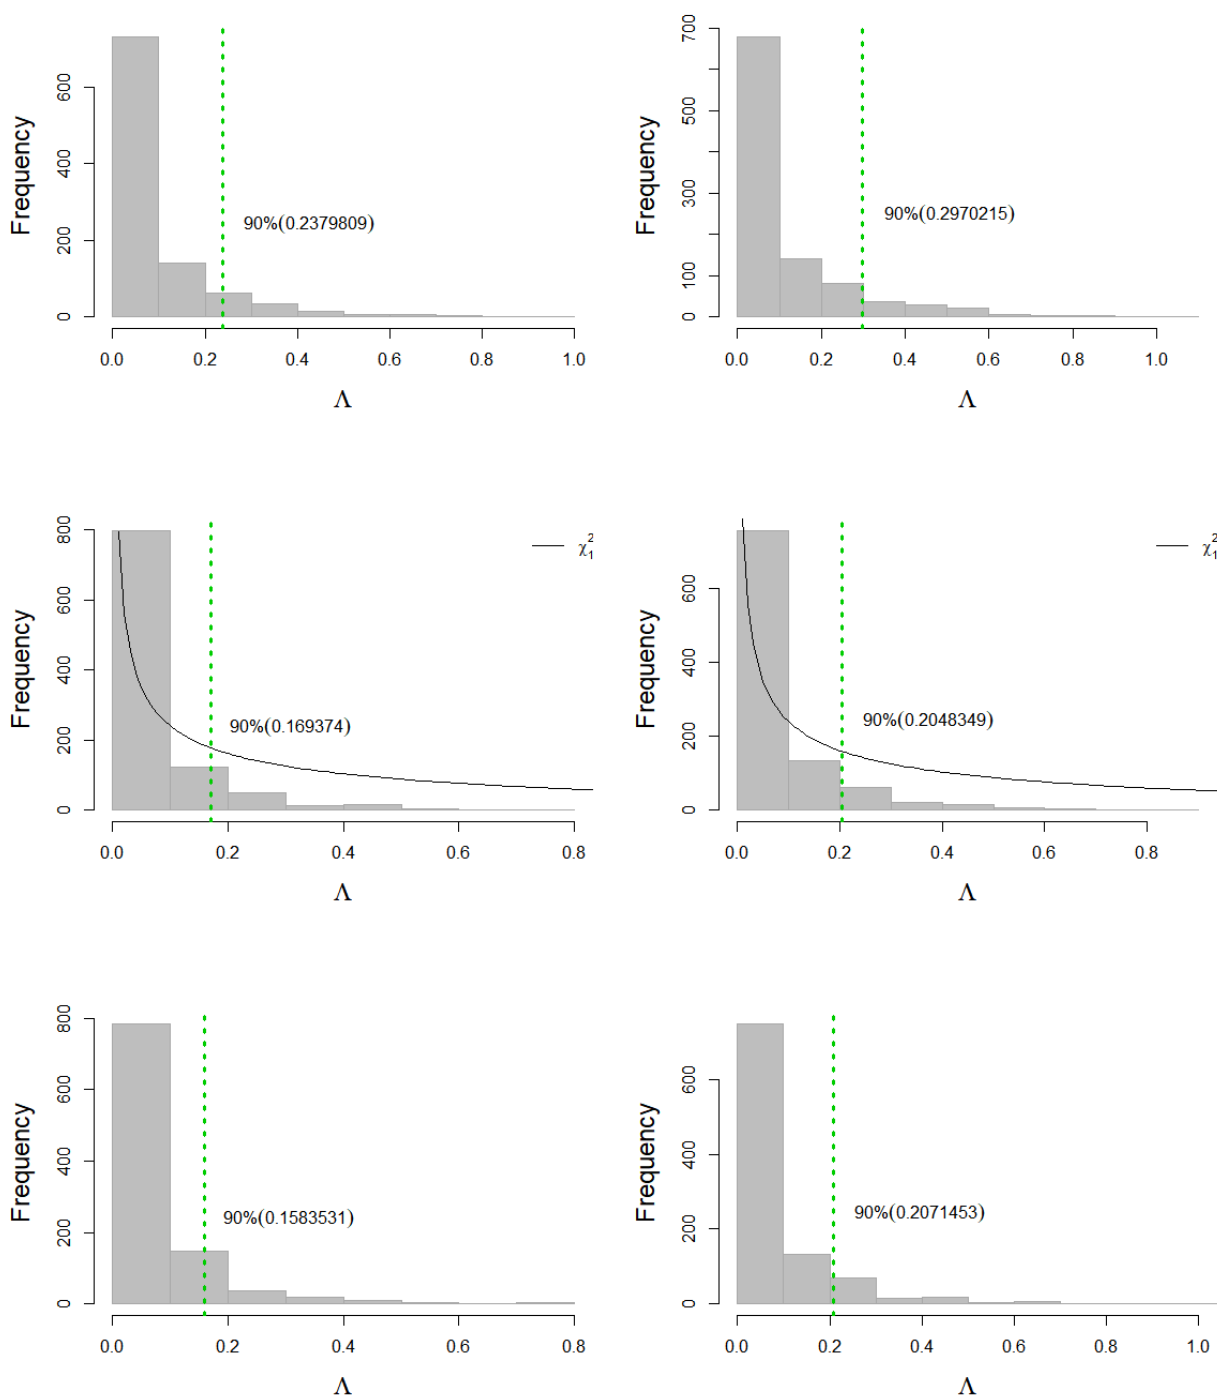 Frequency
0 200 400 600
90%(0.2379809)
0.0 0.2 0.4 0.6 0.8 1.0
Λ
Frequency
0 100 300 500 700
90%(0.2970215)
0.0 0.2 0.4 0.6 0.8 1.0
Λ
Frequency
0 200 400 600 800
χ²₁
90%(0.169374)
0.0 0.2 0.4 0.6 0.8
Λ
Frequency
0 200 400 600
χ²₁
90%(0.2048349)
0.0 0.2 0.4 0.6 0.8
Λ
Frequency
0 200 400 600 800
90%(0.1583531)
0.0 0.2 0.4 0.6 0.8
Λ
Frequency
0 200 400 600
90%(0.2071453)
0.0 0.2 0.4 0.6 0.8 1.0
Λ